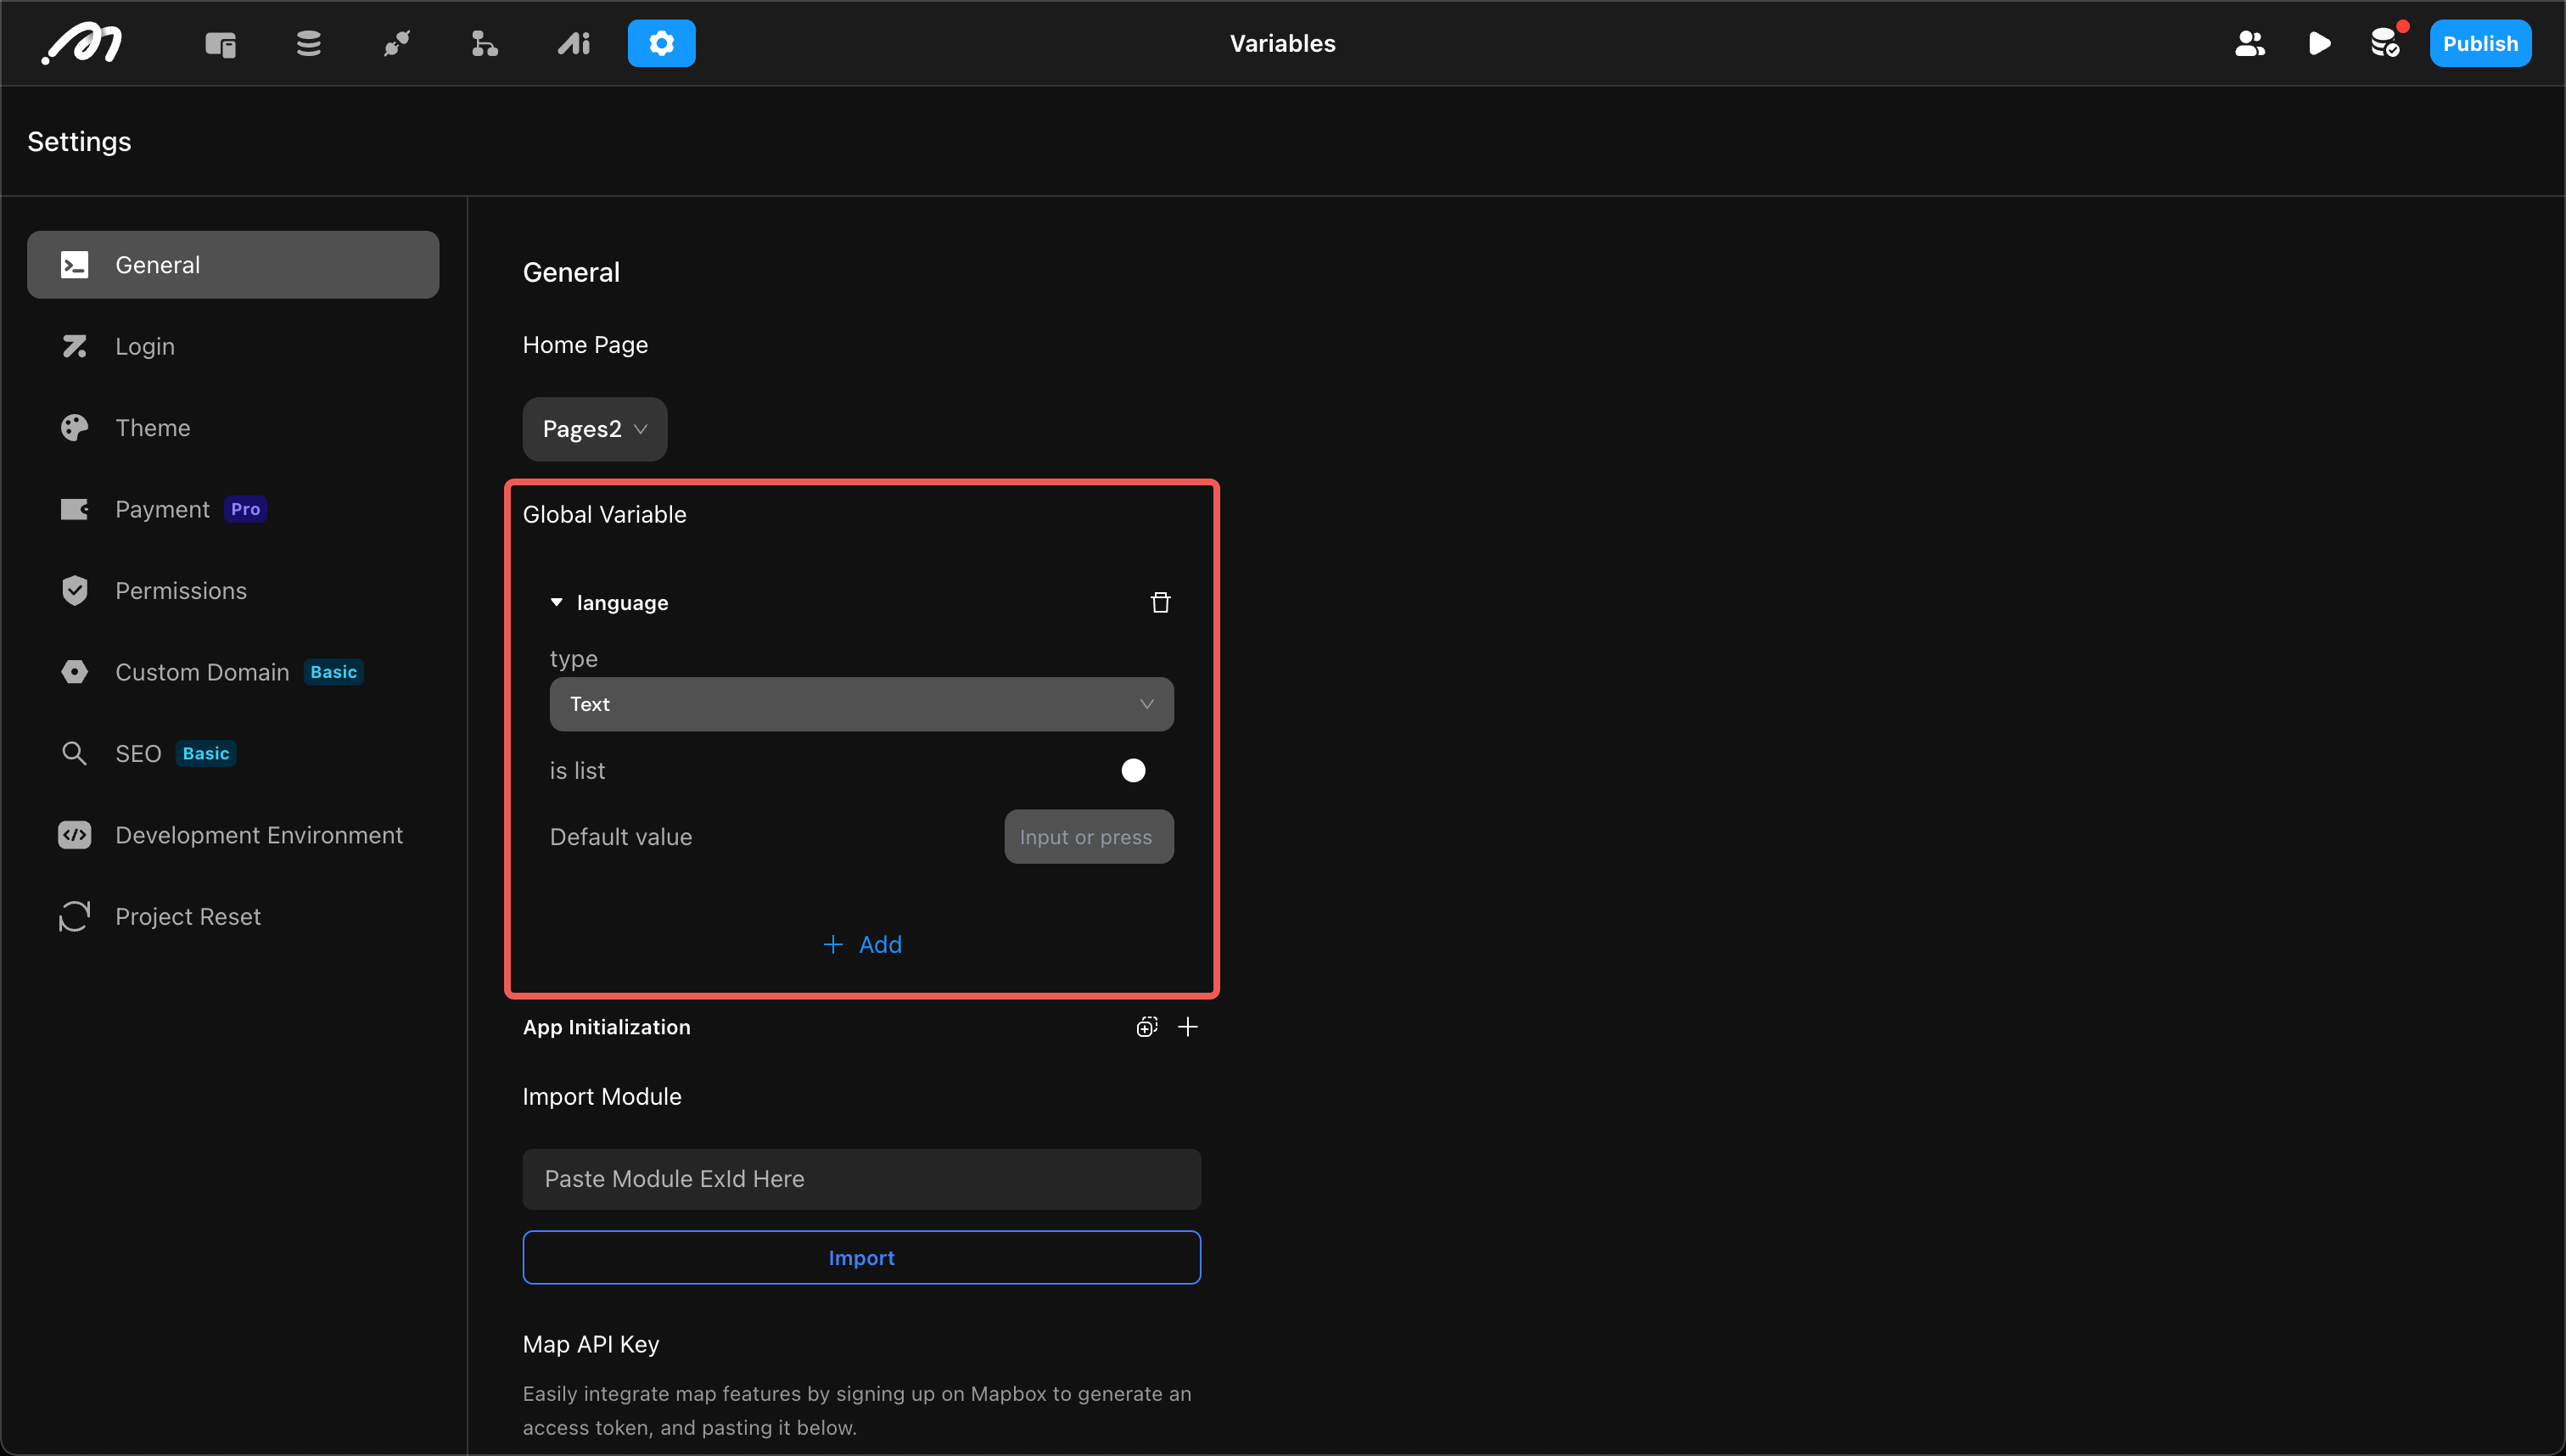 Variables
Publish
Settings
General
Login
Theme
Payment Pro
Permissions
Custom Domain Basic
SEO Basic
Development Environment
Project Reset
General
Home Page
Pages2
Global Variable
language
type
Text
is list
Default value
Input or press
+ Add
App Initialization
Import Module
Paste Module ExId Here
Import
Map API Key
Easily integrate map features by signing up on Mapbox to generate an
access token, and pasting it below.